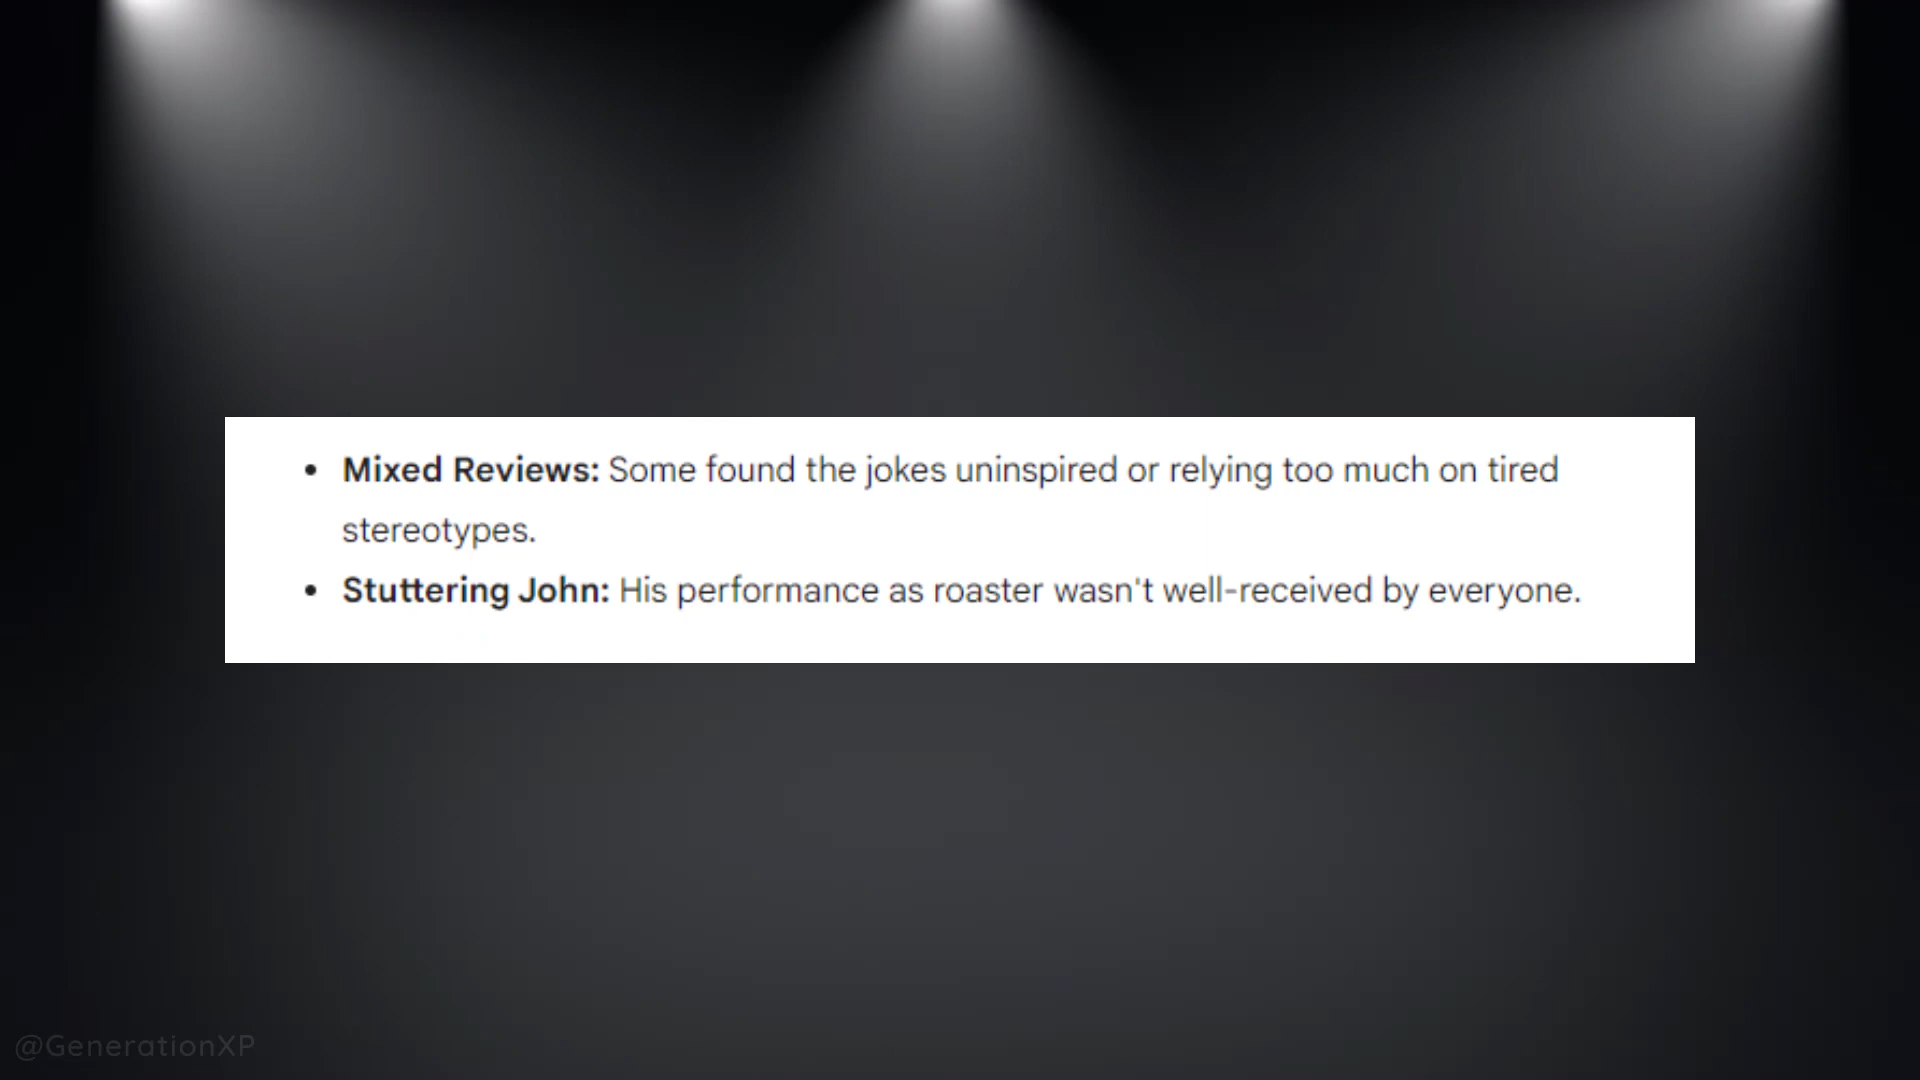 • Mixed Reviews: Some found the jokes uninspired or relying too much on tired
stereotypes.
• Stuttering John: His performance as roaster wasn't well-received by everyone.
@GenerationXP